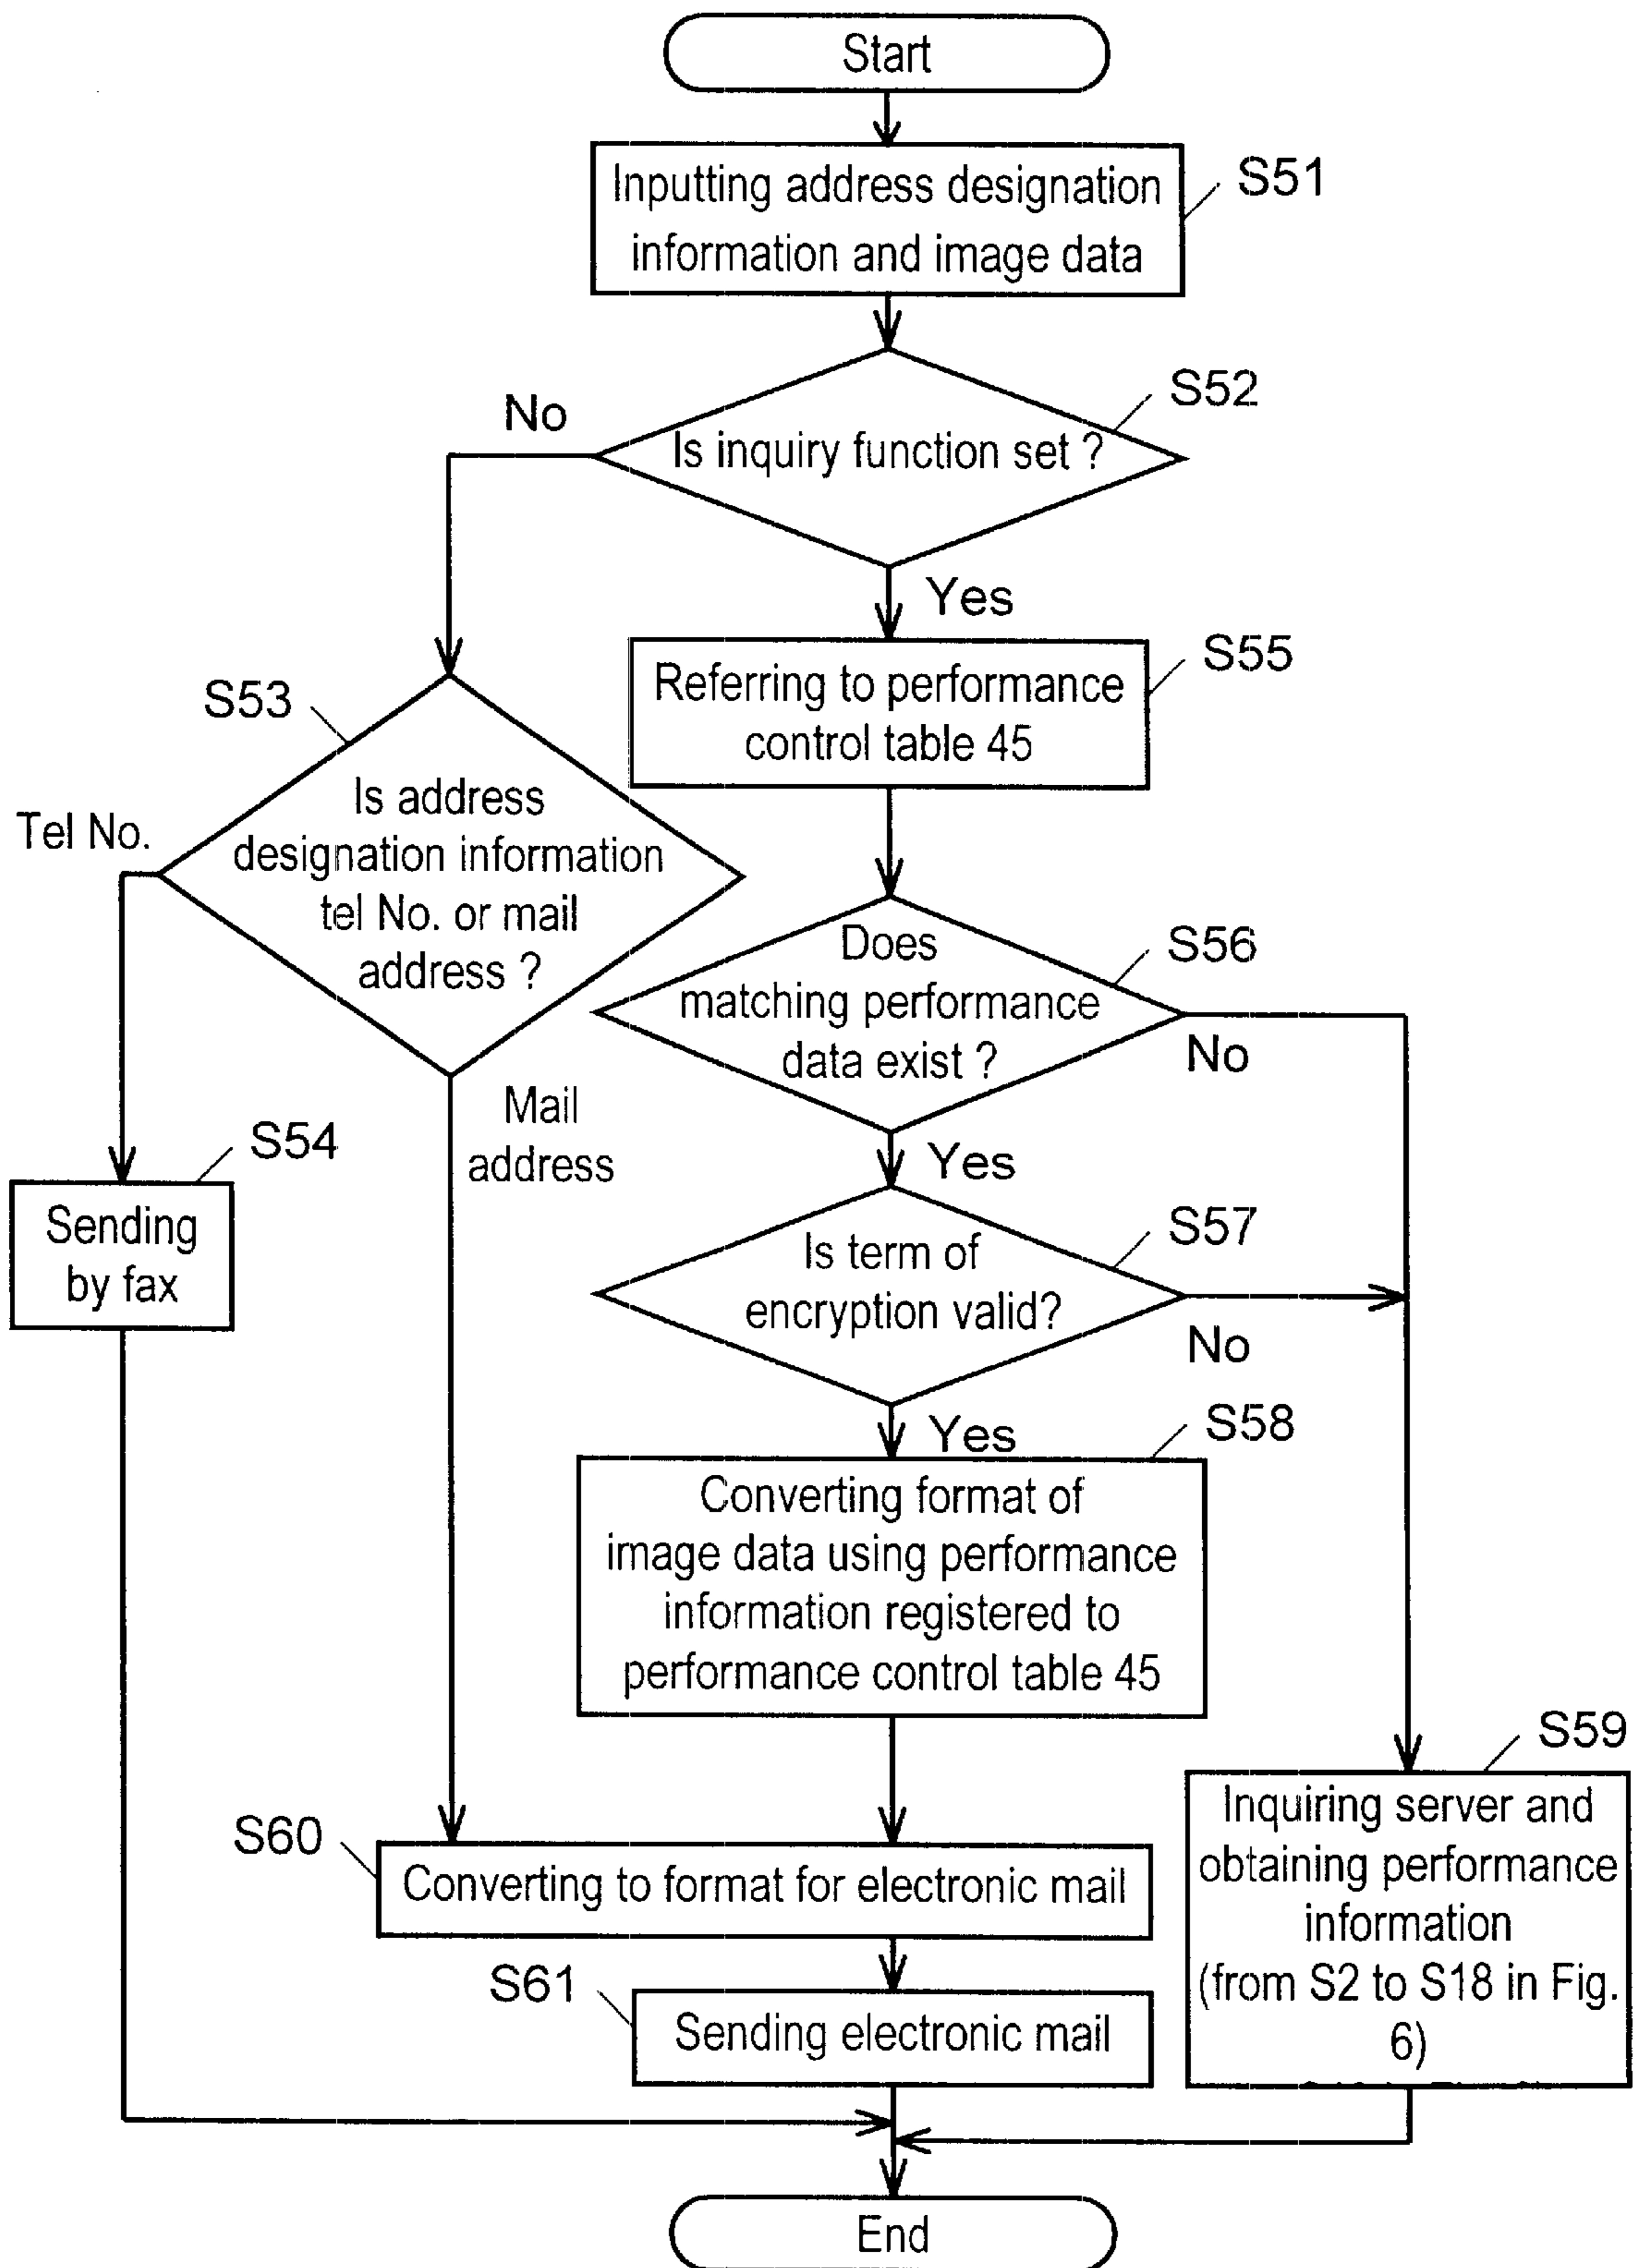 Start
Inputting address designation
information and image data
S51
Is inquiry function set ?
S52
No
Yes
Referring to performance
control table 45
S55
S53
Is address
designation information
tel No. or mail
address ?
Tel No.
Mail
address
Does
matching performance
data exist ?
S56
No
Yes
S54
Sending
by fax
Is term of
encryption valid?
S57
No
Yes
Converting format of
image data using performance
information registered to
performance control table 45
S58
S59
Inquiring server and
obtaining performance
information
(from S2 to S18 in Fig.
6)
S60
Converting to format for electronic mail
S61
Sending electronic mail
End